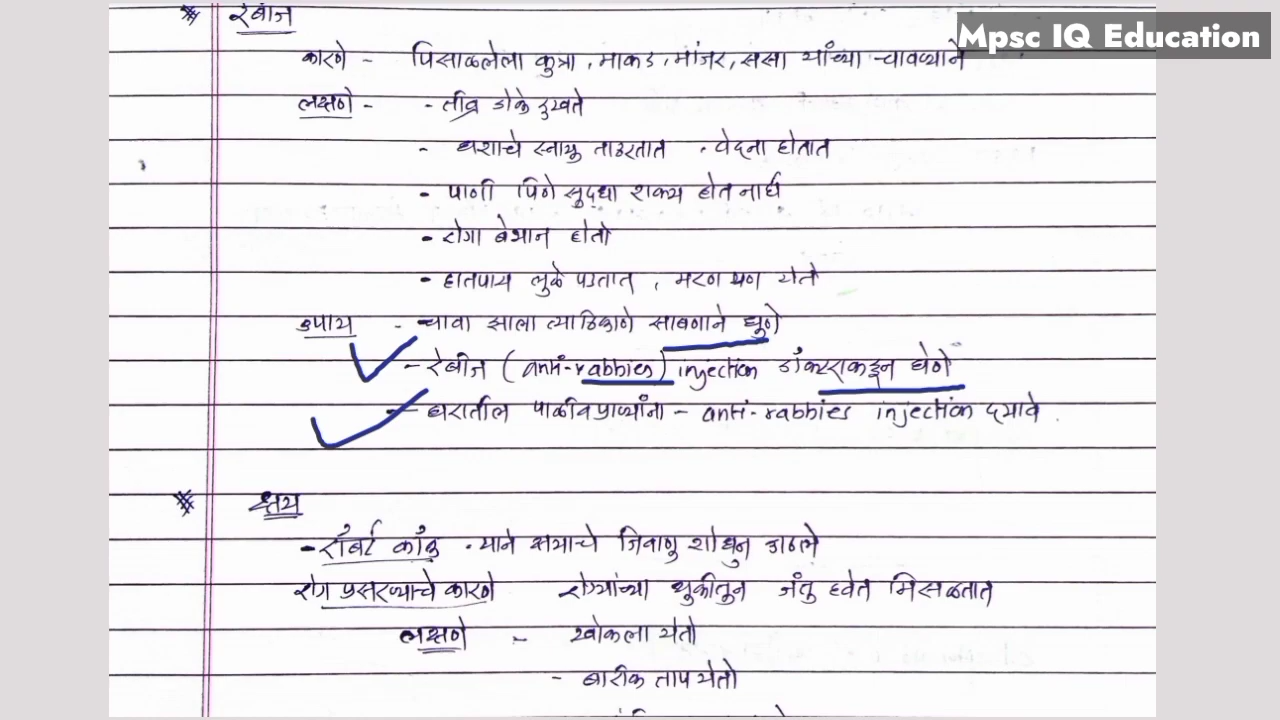 Mpsc IQ Education
* रेबीज
कारणे - पिसाळलेला कुत्रा, माकड, मांजर, ससा यांच्या चावण्याने
लक्षणे - - तीव्र डोके दुखते
- घशाचे स्नायू ताठरतात . वेदना होतात
- पाणी पिणे सुद्धा शक्य होत नाही
- रोगी बेभान होतो
- हातपाय लुळे पडतात , मरण पण येते
उपाय - चावा झाला त्याठिकाणे साबणाने धुणे
- रेबीज (anti-rabbies) injection डॉक्टराकडून घेणे
- घरातील पाळीव प्राण्यांना - anti-rabbies injection द्यावे.
* क्षय
- रॉबर्ट कॉक . याने क्षयाचे जिवाणू शोधुन काढले
रोग प्रसरण्याचे कारणे रोग्यांच्या थुकीतुन जंतु हवेत मिसळतात
लक्षणे - खोकला येतो
- बारीक ताप येतो